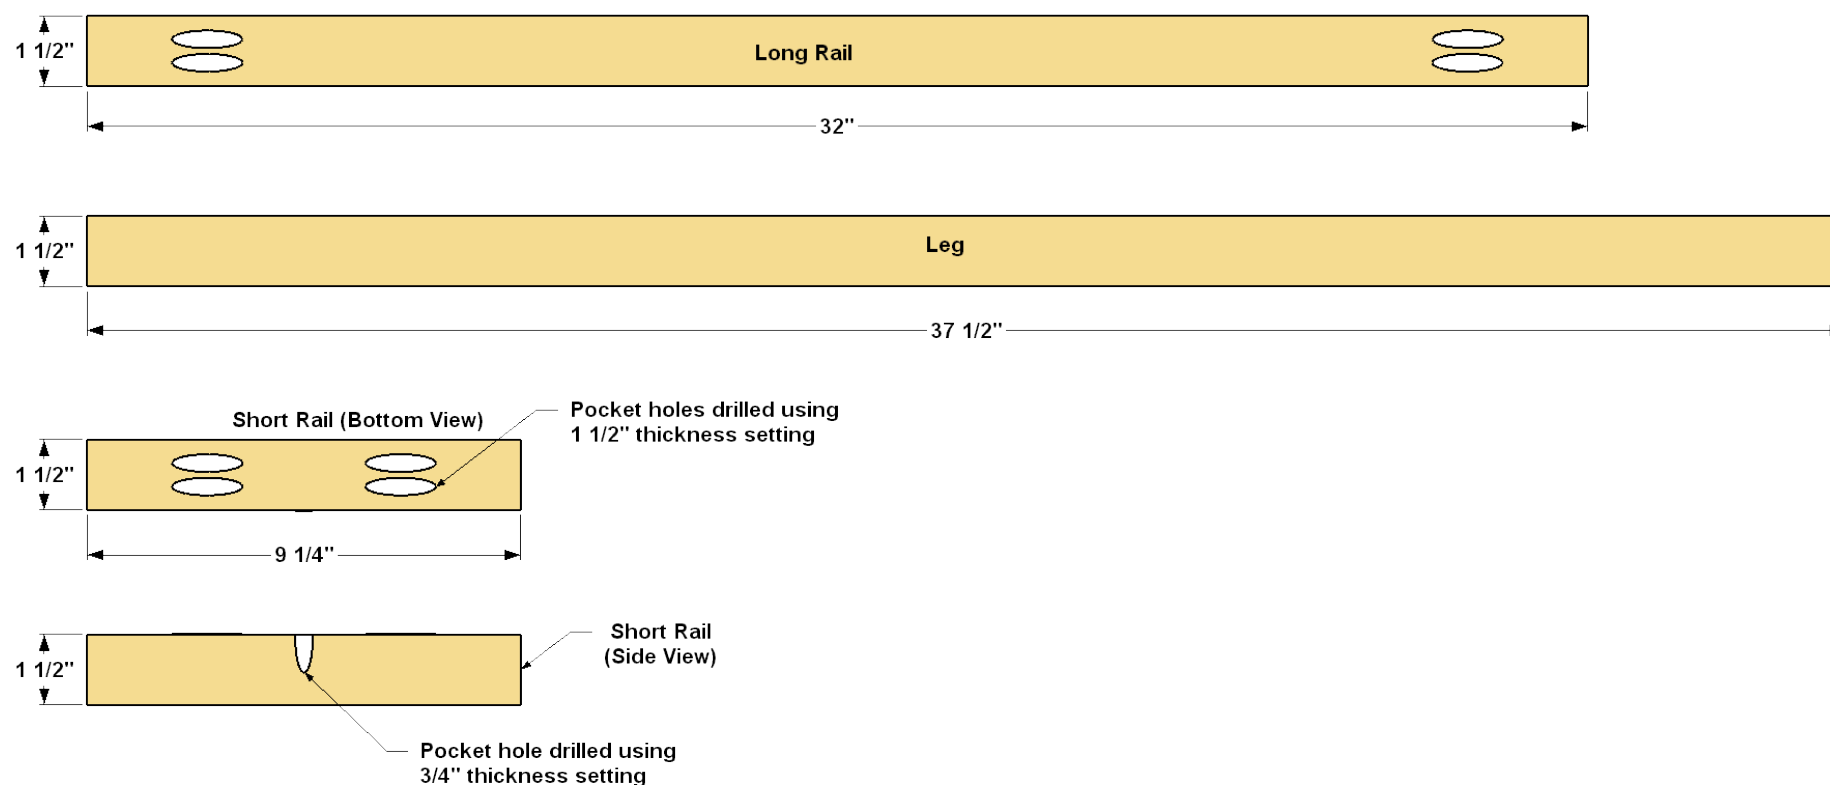 1 1/2"
Long Rail
32"
1 1/2"
Leg
37 1/2"
Short Rail (Bottom View)
Pocket holes drilled using
1 1/2" thickness setting
1 1/2"
9 1/4"
Short Rail
(Side View)
1 1/2"
Pocket hole drilled using
3/4" thickness setting